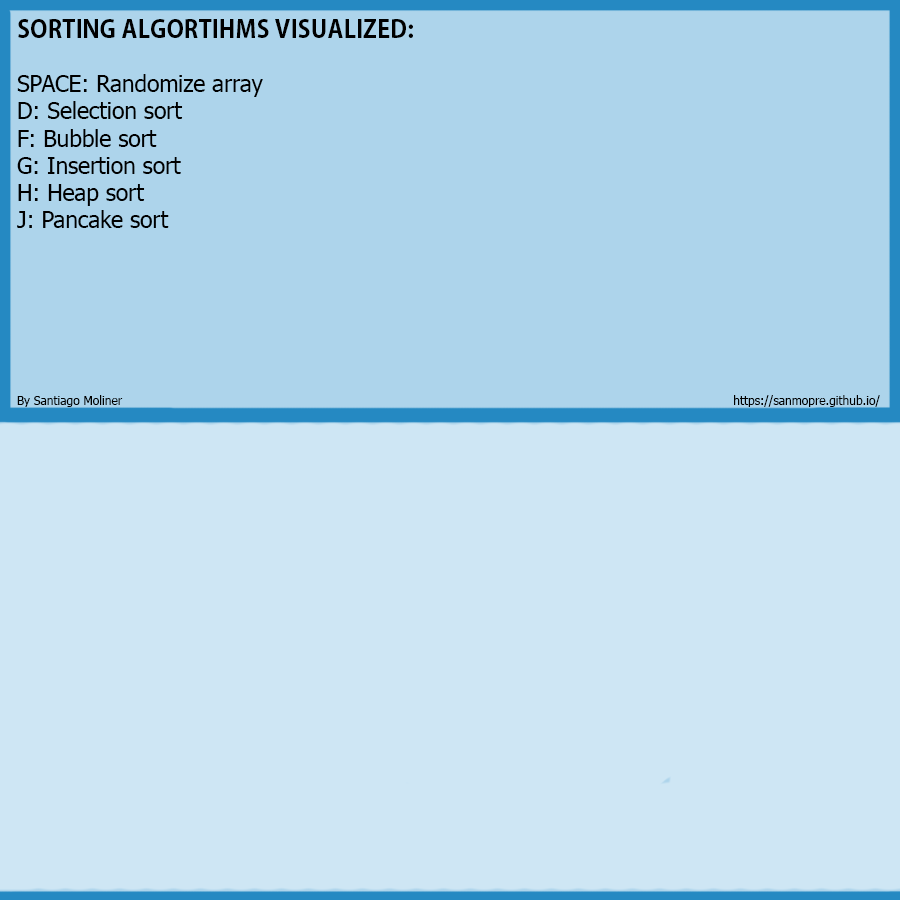 SORTING ALGORTIHMS VISUALIZED:
SPACE: Randomize array
D: Selection sort
F: Bubble sort
G: Insertion sort
H: Heap sort
J: Pancake sort
By Santiago Moliner
https://sanmopre.github.io/